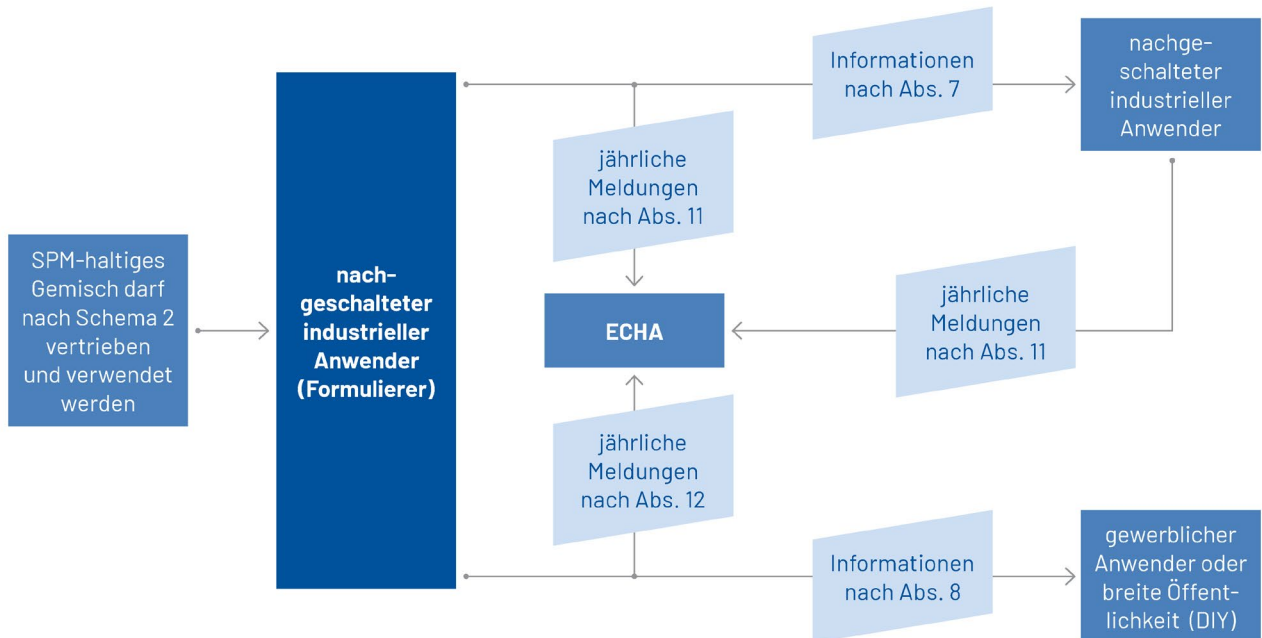 SPM-haltiges
Gemisch darf
nach Schema 2
vertrieben
und verwendet
werden
nach-
geschalteter
industrieller
Anwender
(Formulierer)
Informationen
nach Abs. 7
nachge-
schalteter
industrieller
Anwender
jährliche
Meldungen
nach Abs. 11
ECHA
jährliche
Meldungen
nach Abs. 11
jährliche
Meldungen
nach Abs. 12
Informationen
nach Abs. 8
gewerblicher
Anwender oder
breite Öffent-
lichkeit (DIY)